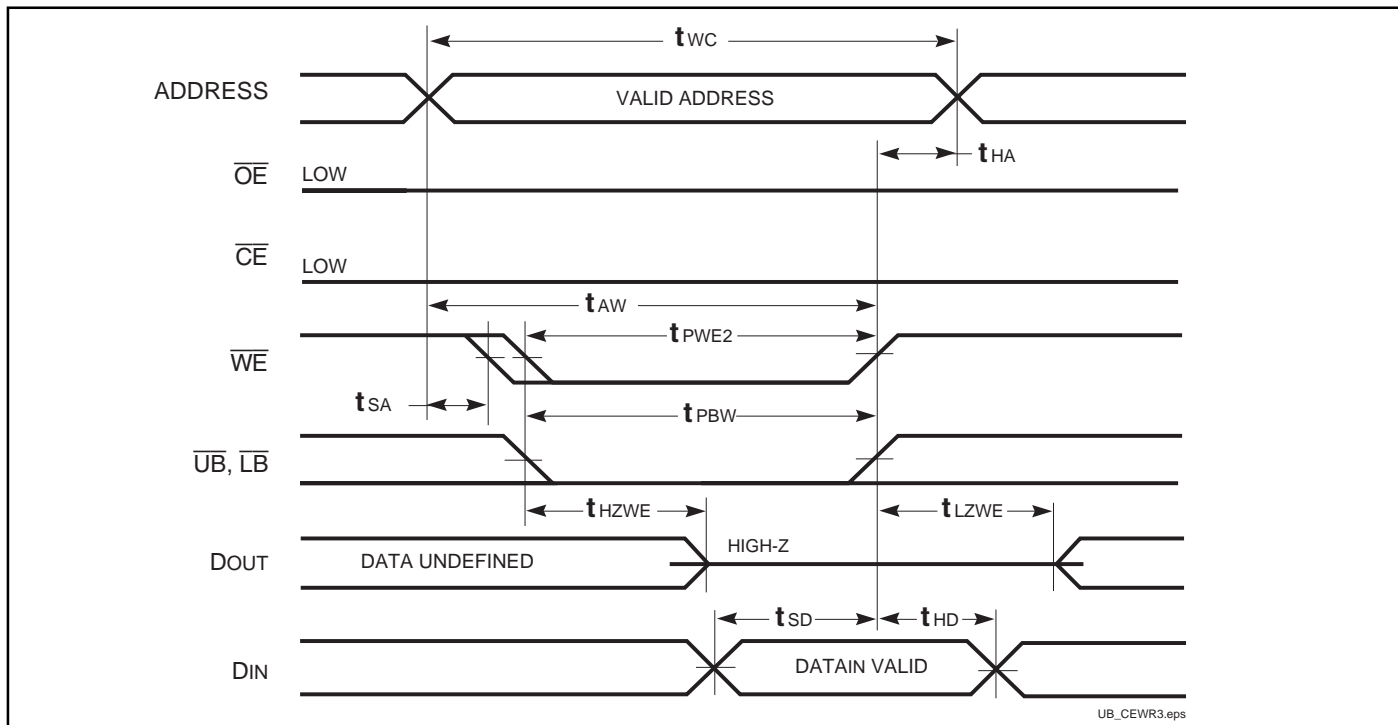 tWC
ADDRESS VALID ADDRESS
tHA
OE LOW
CE LOW
tAW
tPWE2
WE
tSA
tPBW
UB, LB
tHZWE tLZWE
DOUT DATA UNDEFINED HIGH-Z
tSD tHD
DIN DATAIN VALID
UB_CEWR3.eps